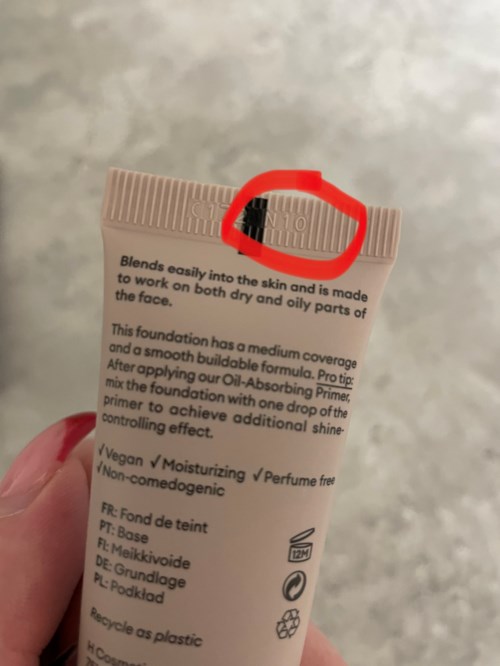 Blends easily into the skin and is made
to work on both dry and oily parts of
the face.
This foundation has a medium coverage
and a smooth buildable formula. Pro tip:
After applying our Oil-Absorbing Primer,
mix the foundation with one drop of the
primer to achieve additional shine-
controlling effect.
√Vegan √Moisturizing √Perfume free
√Non-comedogenic
FR: Fond de teint
PT: Base
FI: Meikkivoide
DE: Grundlage
PL: Podkład
12M
Recycle as plastic
H Cosmeti